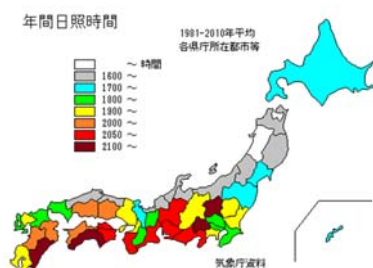 年間日照時間
1981-2010年平均
各県庁所在都市等
～ 時間
1600 ～
1700 ～
1800 ～
1900 ～
2000 ～
2050 ～
2100 ～
気象庁資料